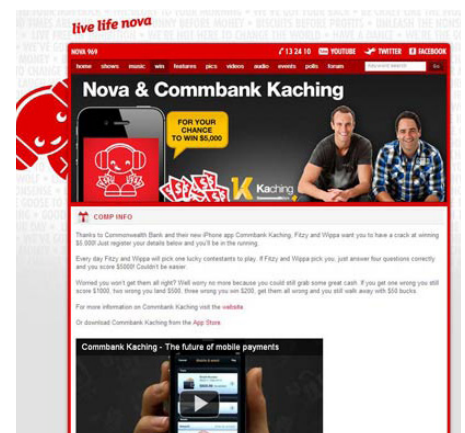 live life nova
NOVA 969
13 24 10 YOUTUBE TWITTER FACEBOOK
home shows music win features pics videos audio events polls forum
Nova & Commbank Kaching
FOR YOUR
CHANCE
TO WIN $5,000
Kaching
COMP INFO
Thanks to Commonwealth Bank and their new iPhone app Commbank Kaching, Fitzy and Wippa want you to have a crack at winning
$5,000! Just register your details below and you'll be in the running.
Every day Fitzy and Wippa will pick one lucky contestants to play. If Fitzy and Wippa pick you, just answer four questions correctly
and you score $5000! Couldn't be easier.
Worried you won't get them all right? Well worry no more because you could still grab some great cash. If you get one wrong you still
score $1000, two wrong you land $500, three wrong you win $200, get them all wrong and you still walk away with $50 bucks.
For more information on Commbank Kaching visit the website
Or download Commbank Kaching from the App Store
Commbank Kaching - The future of mobile payments